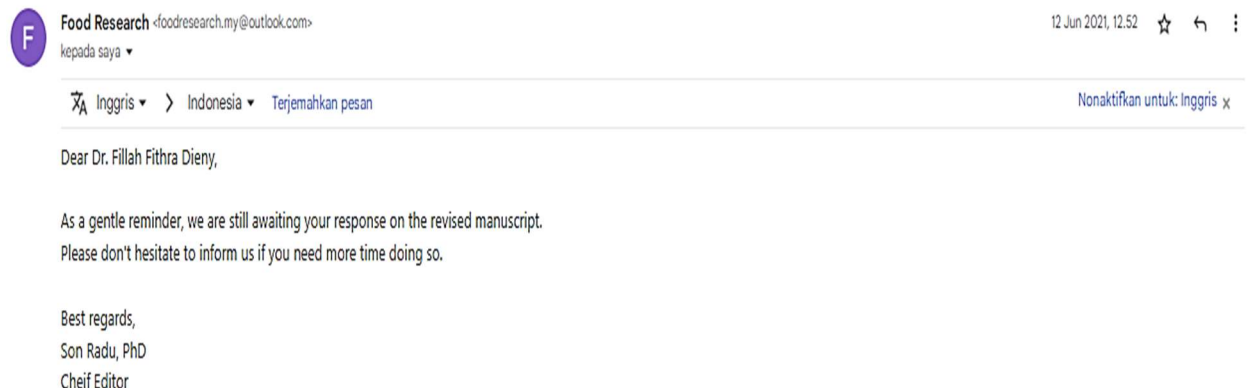 F
Food Research <foodresearch.my@outlook.com>
12 Jun 2021, 12.52
kepada saya
Inggris > Indonesia Terjemahkan pesan
Nonaktifkan untuk: Inggris x
Dear Dr. Fillah Fithra Dieny,
As a gentle reminder, we are still awaiting your response on the revised manuscript.
Please don't hesitate to inform us if you need more time doing so.
Best regards,
Son Radu, PhD
Cheif Editor